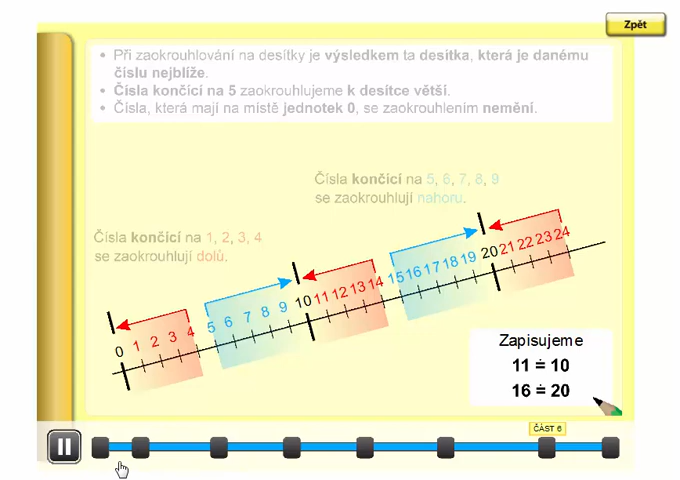 Zpět
• Při zaokrouhlování na desítky je výsledkem ta desítka, která je danému
číslu nejblíže.
• Čísla končící na 5 zaokrouhlujeme k desítce větší.
• Čísla, která mají na místě jednotek 0, se zaokrouhlením nemění.
Čísla končící na 5, 6, 7, 8, 9
se zaokrouhlují nahoru.
Čísla končící na 1, 2, 3, 4
se zaokrouhlují dolů.
0 1 2 3 4 5 6 7 8 9 10 11 12 13 14 15 16 17 18 19 20 21 22 23 24
Zapisujeme
11 ≐ 10
16 ≐ 20
ČÁST 6